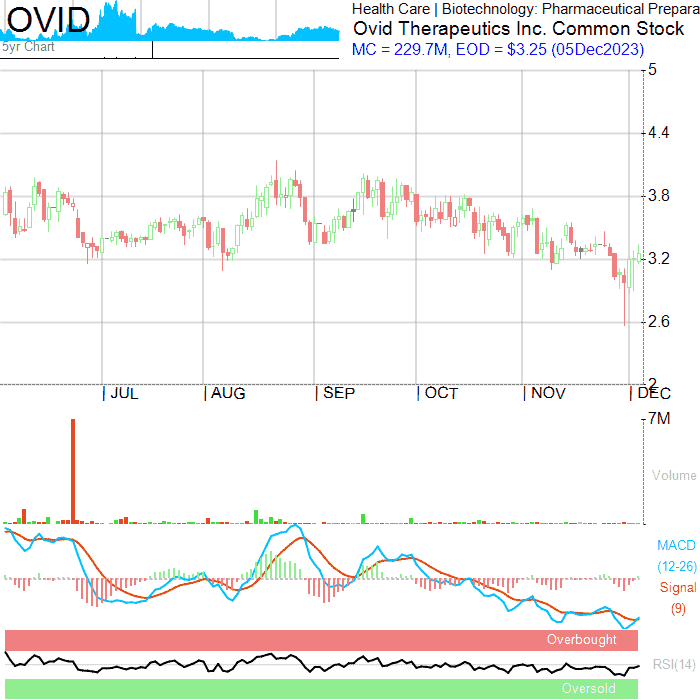 OVID
5yr Chart
Health Care | Biotechnology: Pharmaceutical Prepara
Ovid Therapeutics Inc. Common Stock
MC = 229.7M, EOD = $3.25 (05Dec2023)
5
4.4
3.8
3.2
2.6
2
| JUL | AUG | SEP | OCT | NOV | DEC
7M
Volume
MACD
(12-26)
Signal
(9)
Overbought
RSI(14)
Oversold